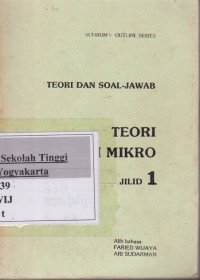 SCHAUM'S OUTLINE SERIES
TEORI DAN SOAL-JAWAB
TEORI
MIKRO
JILID 1
Sekolah Tinggi
Yogyakarta
39
VIJ
t
Alih bahasa:
FARIED WIJAYA
ARI SUDARMAN